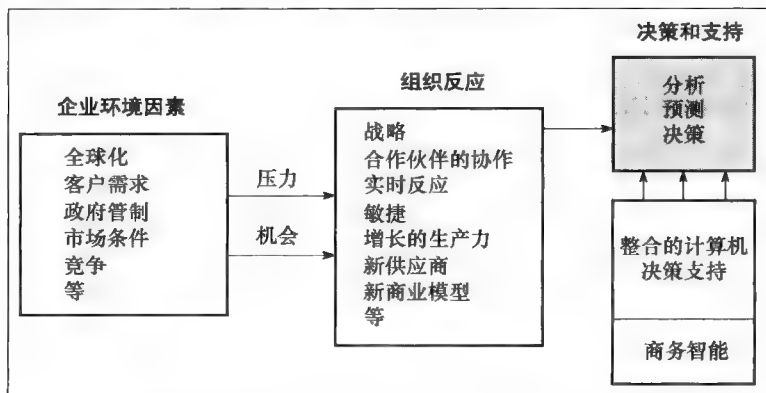 企业环境因素
全球化
客户需求
政府管制
市场条件
竞争
等
压力
机会
组织反应
战略
合作伙伴的协作
实时反应
敏捷
增长的生产力
新供应商
新商业模型
等
决策和支持
分析
预测
决策
整合的计算机
决策支持
商务智能